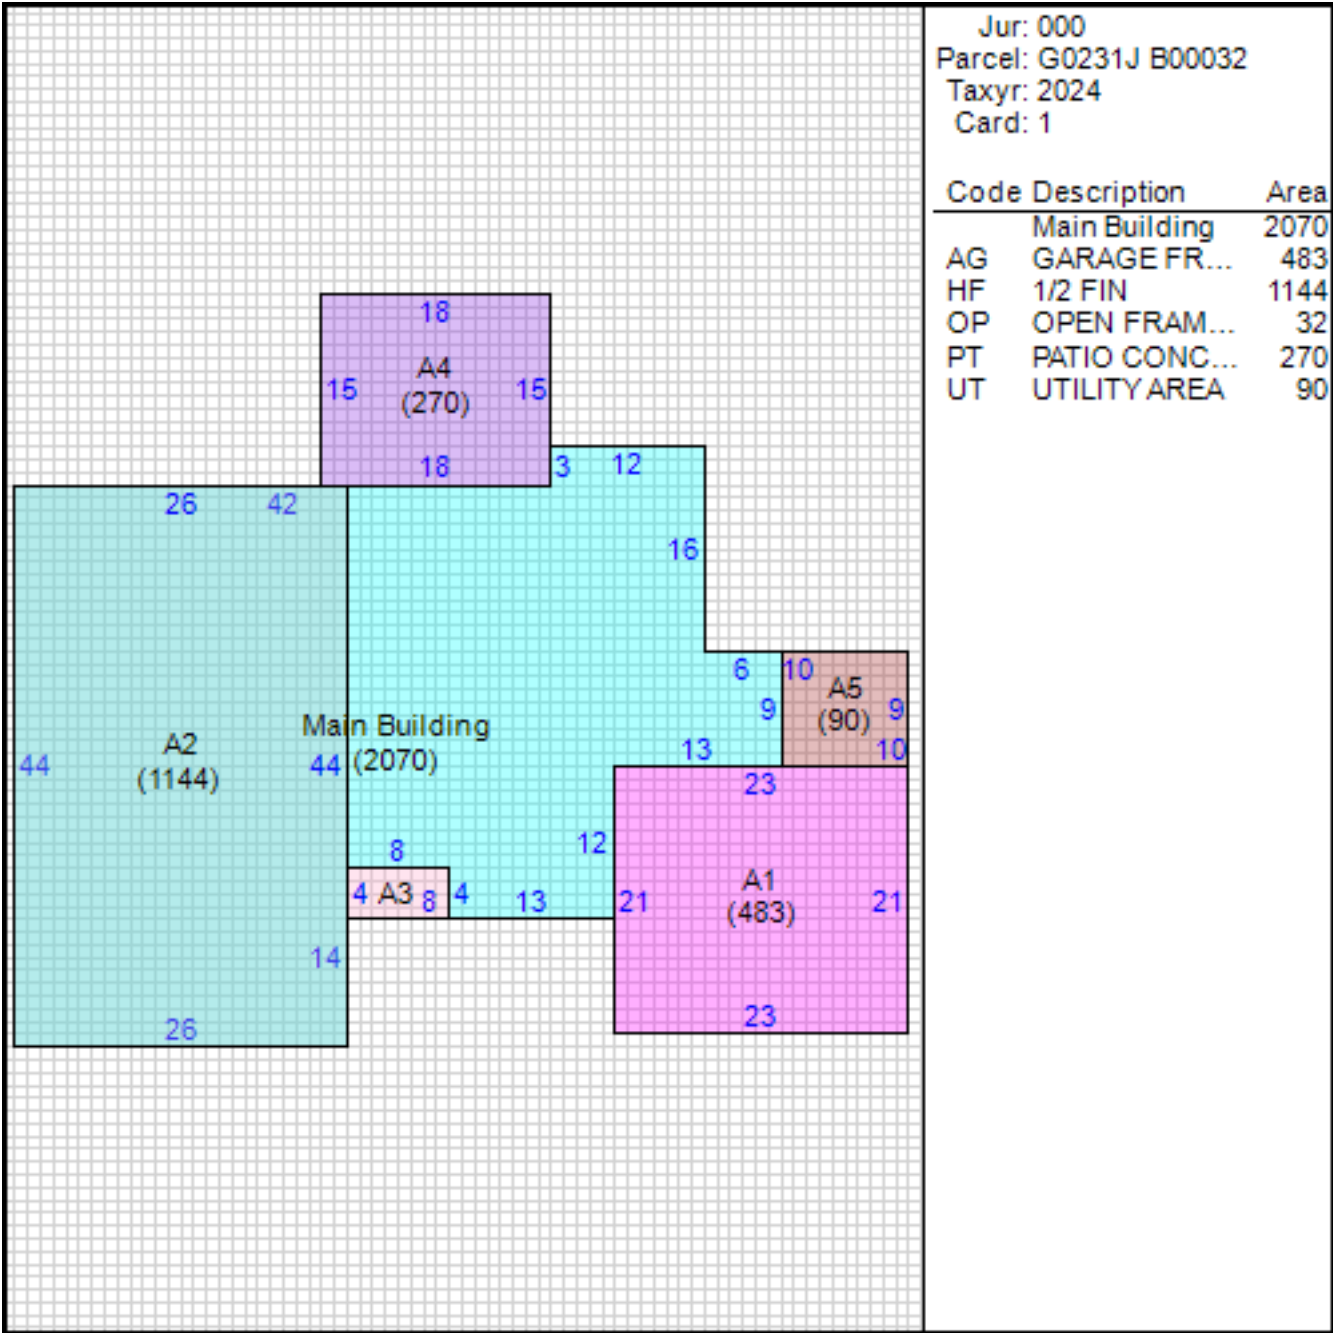 Jur: 000
Parcel: G0231J B00032
Taxyr: 2024
Card: 1
Code Description Area
Main Building 2070
AG GARAGE FR... 483
HF 1/2 FIN 1144
OP OPEN FRAM... 32
PT PATIO CONC... 270
UT UTILITY AREA 90
18
A4
15 15
(270)
18 3 12
26 42
16
6 10
A5
9 (90) 9
Main Building
13 10
A2
44 44 (2070)
(1144)
23
12
8
A1
4 A3 8 4 13 21 (483) 21
14
23
26